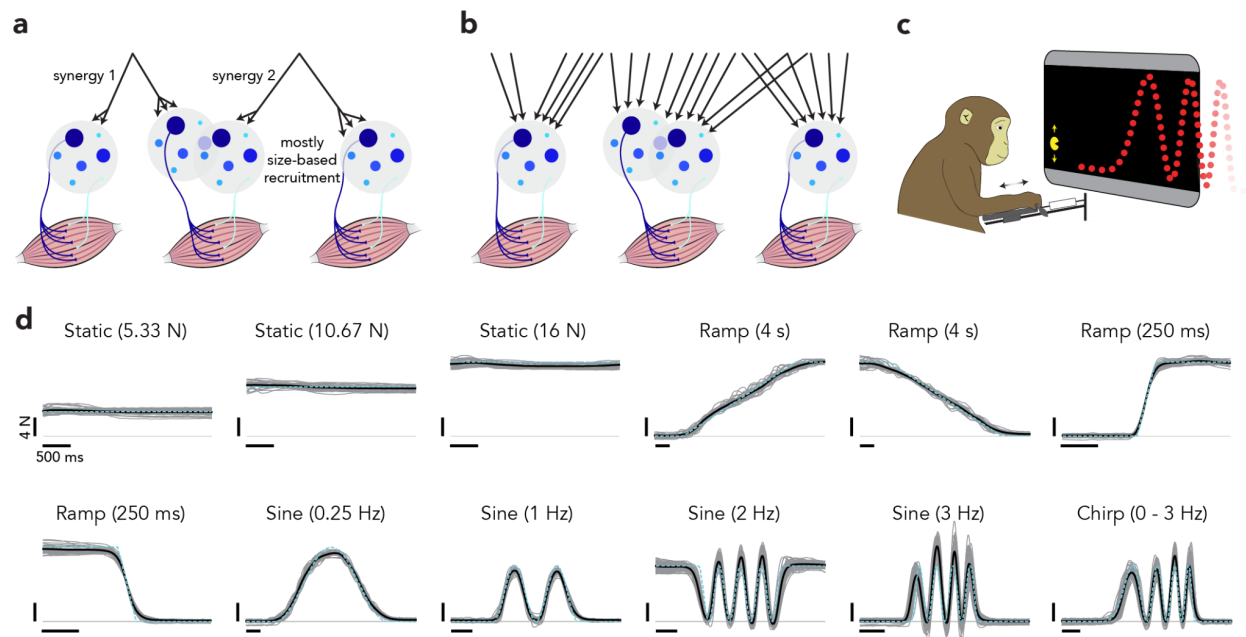 a
b
c
synergy 1
synergy 2
mostly
size-based
recruitment
d
Static (5.33 N)
Static (10.67 N)
Static (16 N)
Ramp (4 s)
Ramp (4 s)
Ramp (250 ms)
4 N
500 ms
Ramp (250 ms)
Sine (0.25 Hz)
Sine (1 Hz)
Sine (2 Hz)
Sine (3 Hz)
Chirp (0 - 3 Hz)